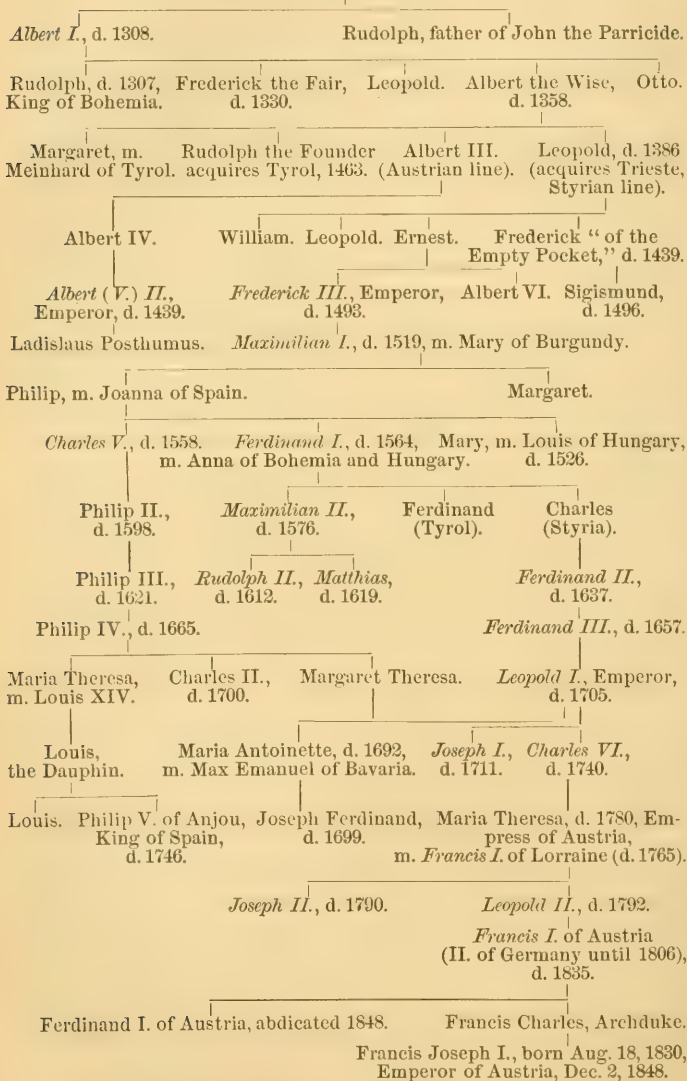 Albert I., d. 1308. Rudolph, father of John the Parricide.
Rudolph, d. 1307, Frederick the Fair, Leopold. Albert the Wise, Otto.
King of Bohemia. d. 1330. d. 1358.
Margaret, m. Rudolph the Founder Albert III. Leopold, d. 1386
Meinhard of Tyrol. acquires Tyrol, 1463. (Austrian line). (acquires Trieste,
Styrian line).
Albert IV. William. Leopold. Ernest. Frederick “ of the
Empty Pocket,” d. 1439.
Albert (V.) II., Frederick III., Emperor, Albert VI. Sigismund,
Emperor, d. 1439. d. 1493. d. 1496.
Ladislaus Posthumus. Maximilian I., d. 1519, m. Mary of Burgundy.
Philip, m. Joanna of Spain. Margaret.
Charles V., d. 1558. Ferdinand I., d. 1564, Mary, m. Louis of Hungary,
m. Anna of Bohemia and Hungary. d. 1526.
Philip II., Maximilian II., Ferdinand Charles
d. 1598. d. 1576. (Tyrol). (Styria).
Philip III., Rudolph II., Matthias, Ferdinand II.,
d. 1621. d. 1612. d. 1619. d. 1637.
Philip IV., d. 1665. Ferdinand III., d. 1657.
Maria Theresa, Charles II., Margaret Theresa. Leopold I., Emperor,
m. Louis XIV. d. 1700. d. 1705.
Louis, Maria Antoinette, d. 1692, Joseph I., Charles VI.,
the Dauphin. m. Max Emanuel of Bavaria. d. 1711. d. 1740.
Louis. Philip V. of Anjou, Joseph Ferdinand, Maria Theresa, d. 1780, Em-
King of Spain, d. 1699. press of Austria,
d. 1746. m. Francis I. of Lorraine (d. 1765).
Joseph II., d. 1790. Leopold II., d. 1792.
Francis I. of Austria
(II. of Germany until 1806),
d. 1835.
Ferdinand I. of Austria, abdicated 1848. Francis Charles, Archduke.
Francis Joseph I., born Aug. 18, 1830,
Emperor of Austria, Dec. 2, 1848.